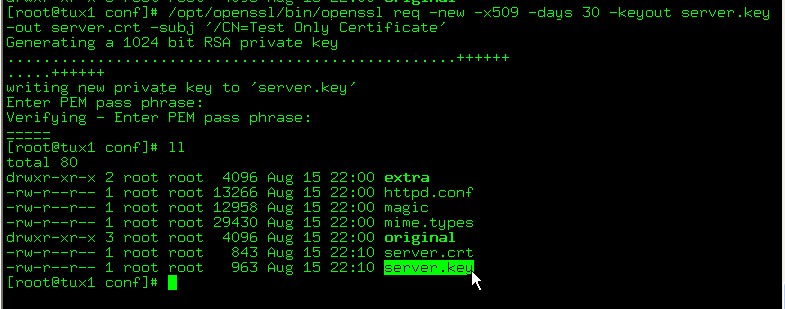 [root@tux1 conf]# /opt/openssl/bin/openssl req -new -x509 -days 30 -keyout server.key
-out server.crt -subj '/CN=Test Only Certificate'
Generating a 1024 bit RSA private key
..................................................++++++
.....++++++
writing new private key to 'server.key'
Enter PEM pass phrase:
Verifying - Enter PEM pass phrase:
=====
[root@tux1 conf]# ll
total 80
drwxr-xr-x 2 root root  4096 Aug 15 22:00 extra
-rw-r--r-- 1 root root 13266 Aug 15 22:00 httpd.conf
-rw-r--r-- 1 root root 12958 Aug 15 22:00 magic
-rw-r--r-- 1 root root 29430 Aug 15 22:00 mime.types
drwxr-xr-x 3 root root  4096 Aug 15 22:00 original
-rw-r--r-- 1 root root   843 Aug 15 22:10 server.crt
-rw-r--r-- 1 root root   963 Aug 15 22:10 server.key
[root@tux1 conf]#